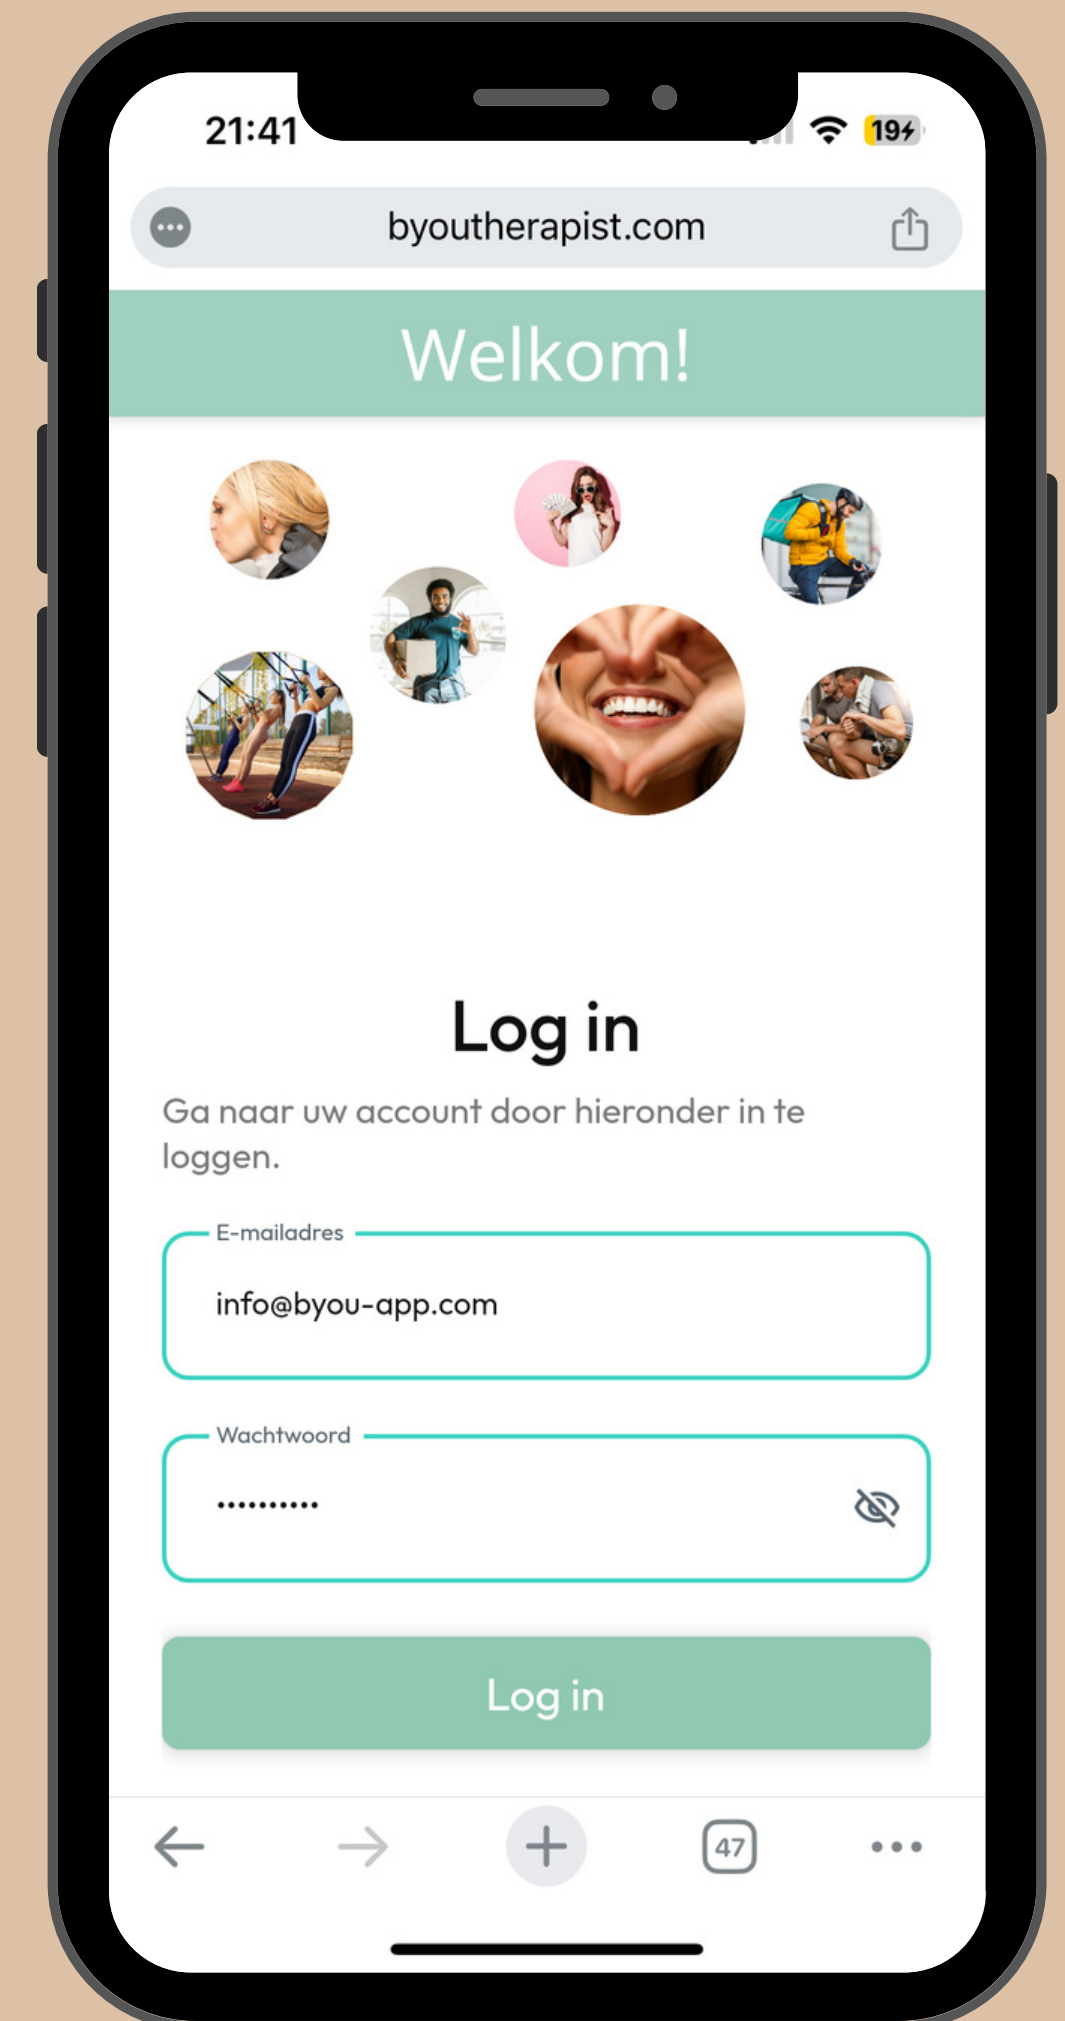 21:41
19
byoutherapist.com
Welkom!
Log in
Ga naar uw account door hieronder in te
loggen.
E-mailadres
info@byou-app.com
Wachtwoord
••••••••••
Log in
47